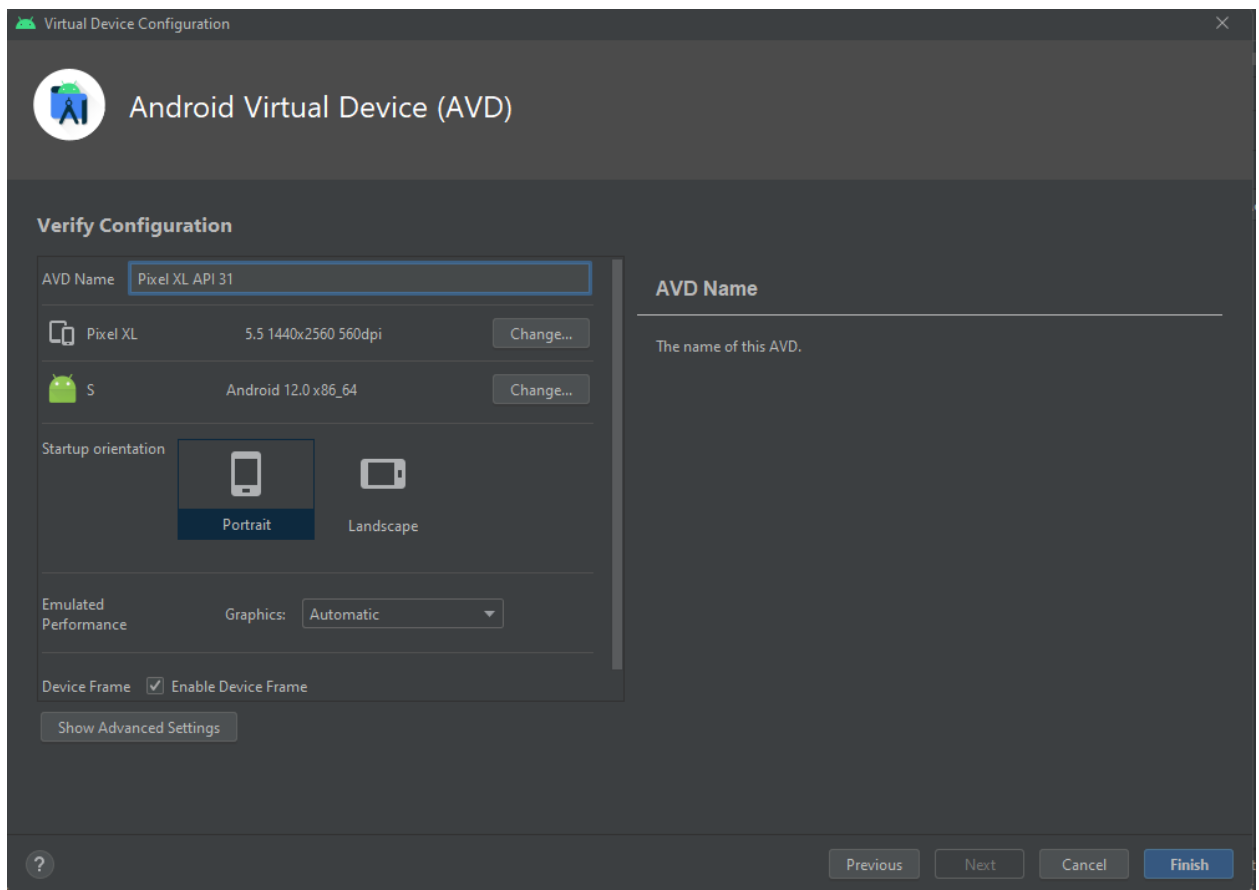 Virtual Device Configuration
Android Virtual Device (AVD)
Verify Configuration
AVD Name Pixel XL API 31
Pixel XL 5.5 1440x2560 560dpi Change...
S Android 12.0 x86_64 Change...
Startup orientation
Portrait
Landscape
Emulated
Performance
Graphics: Automatic
Device Frame Enable Device Frame
Show Advanced Settings
AVD Name
The name of this AVD.
? Previous Next Cancel Finish